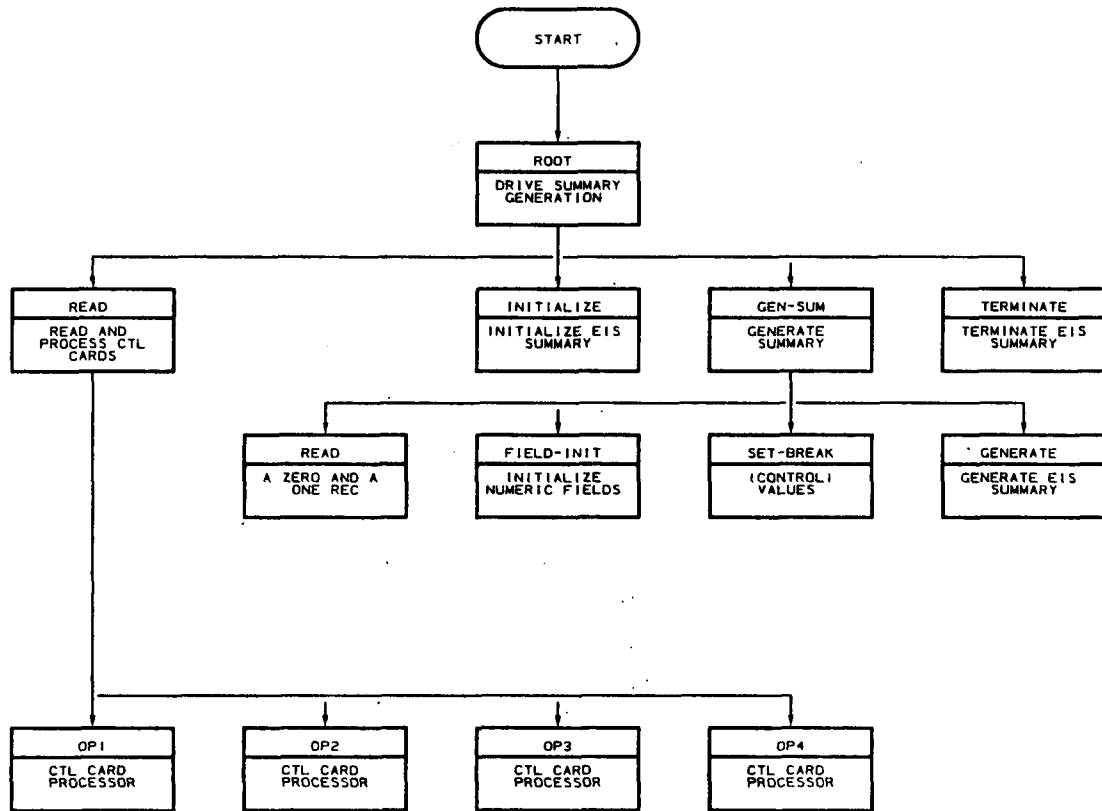 START
ROOT
DRIVE SUMMARY
GENERATION
READ
READ AND
PROCESS CTL
CARDS
INITIALIZE
INITIALIZE EIS
SUMMARY
GEN-SUM
GENERATE
SUMMARY
TERMINATE
TERMINATE EIS
SUMMARY
READ
A ZERO AND A
ONE REC
FIELD-INIT
INITIALIZE
NUMERIC FIELDS
SET-BREAK
(CONTROL)
VALUES
GENERATE
GENERATE EIS
SUMMARY
OP1
CTL CARD
PROCESSOR
OP2
CTL CARD
PROCESSOR
OP3
CTL CARD
PROCESSOR
OP4
CTL CARD
PROCESSOR